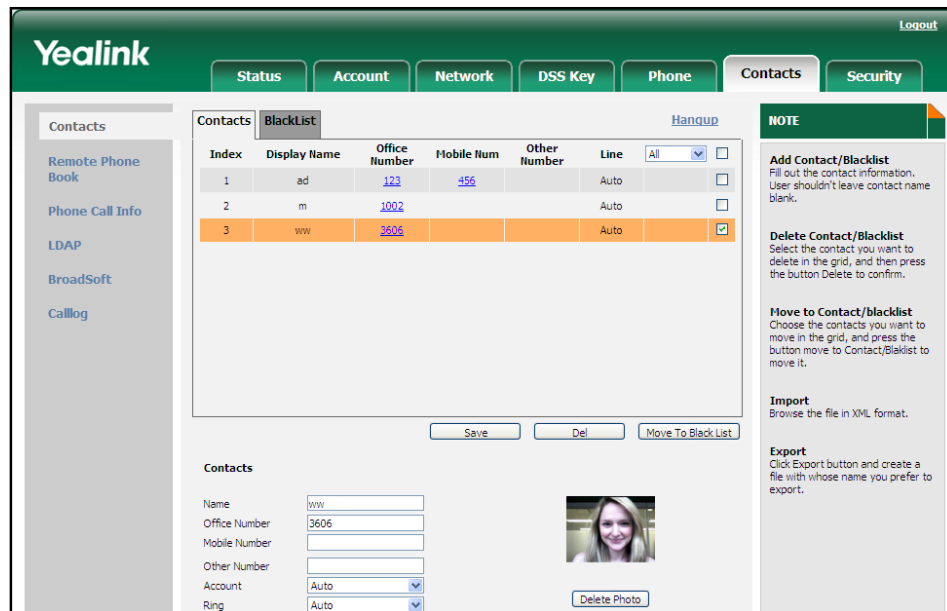 Logout
Yealink
Status Account Network DSS Key Phone Contacts Security
Contacts
Remote Phone
Book
Phone Call Info
LDAP
BroadSoft
Calllog
Contacts BlackList Hangup
Index Display Name Office Number Mobile Num Other Number Line All
1 ad 123 456 Auto
2 m 1002 Auto
3 ww 3606 Auto
Save Del Move To Black List
Contacts
Name ww
Office Number 3606
Mobile Number
Other Number
Account Auto
Ring Auto
Delete Photo
NOTE
Add Contact/Blacklist
Fill out the contact information.
User shouldn't leave contact name
blank.
Delete Contact/Blacklist
Select the contact you want to
delete in the grid, and then press
the button Delete to confirm.
Move to Contact/blacklist
Choose the contacts you want to
move in the grid, and press the
button move to Contact/Blaklist to
move it.
Import
Browse the file in XML format.
Export
Click Export button and create a
file with whose name you prefer to
export.